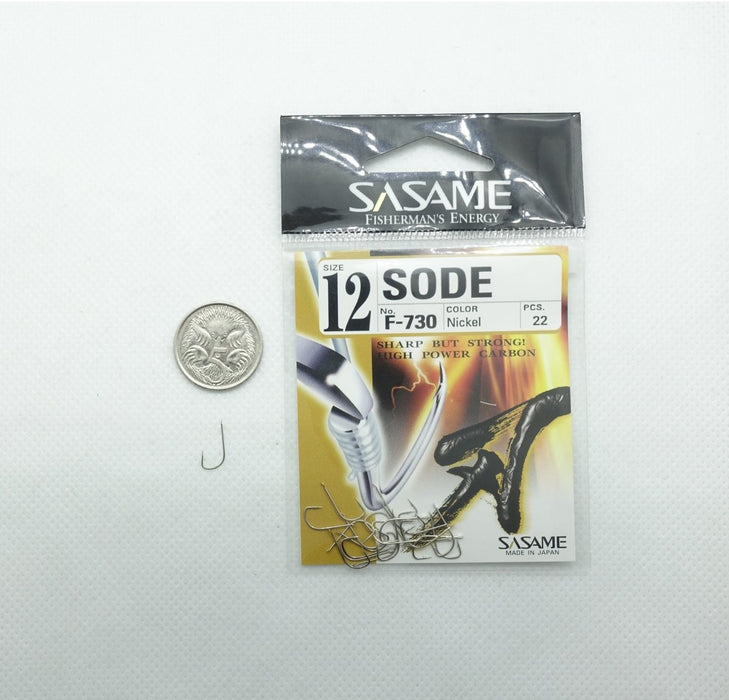 SASAME
FISHERMAN'S ENERGY
SIZE
12
SODE
No.
F-730
COLOR
Nickel
PCS.
22
SHARP BUT STRONG!
HIGH POWER CARBON
SASAME
MADE IN JAPAN